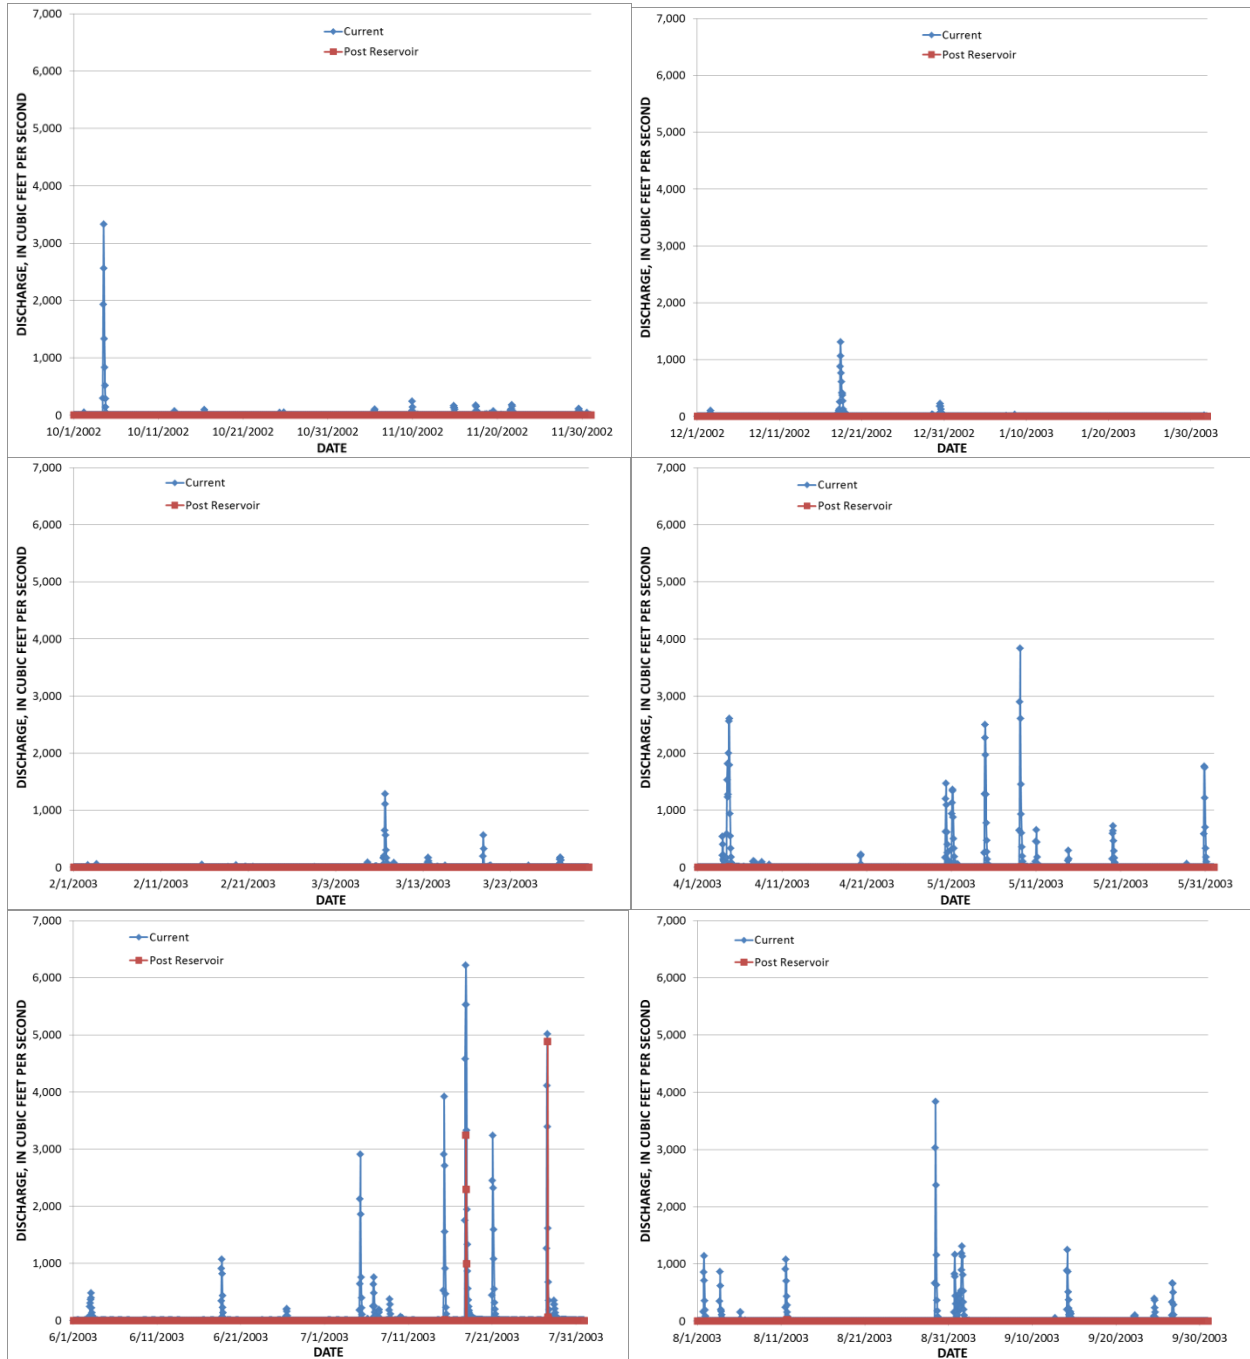 7,000
6,000
5,000
4,000
3,000
2,000
1,000
0
DISCHARGE, IN CUBIC FEET PER SECOND
Current
Post Reservoir
10/1/2002 10/11/2002 10/21/2002 10/31/2002 11/10/2002 11/20/2002 11/30/2002
DATE
7,000
6,000
5,000
4,000
3,000
2,000
1,000
0
DISCHARGE, IN CUBIC FEET PER SECOND
Current
Post Reservoir
12/1/2002 12/11/2002 12/21/2002 12/31/2002 1/10/2003 1/20/2003 1/30/2003
DATE
7,000
6,000
5,000
4,000
3,000
2,000
1,000
0
DISCHARGE, IN CUBIC FEET PER SECOND
Current
Post Reservoir
2/1/2003 2/11/2003 2/21/2003 3/3/2003 3/13/2003 3/23/2003
DATE
7,000
6,000
5,000
4,000
3,000
2,000
1,000
0
DISCHARGE, IN CUBIC FEET PER SECOND
Current
Post Reservoir
4/1/2003 4/11/2003 4/21/2003 5/1/2003 5/11/2003 5/21/2003 5/31/2003
DATE
7,000
6,000
5,000
4,000
3,000
2,000
1,000
0
DISCHARGE, IN CUBIC FEET PER SECOND
Current
Post Reservoir
6/1/2003 6/11/2003 6/21/2003 7/1/2003 7/11/2003 7/21/2003 7/31/2003
DATE
7,000
6,000
5,000
4,000
3,000
2,000
1,000
0
DISCHARGE, IN CUBIC FEET PER SECOND
Current
Post Reservoir
8/1/2003 8/11/2003 8/21/2003 8/31/2003 9/10/2003 9/20/2003 9/30/2003
DATE